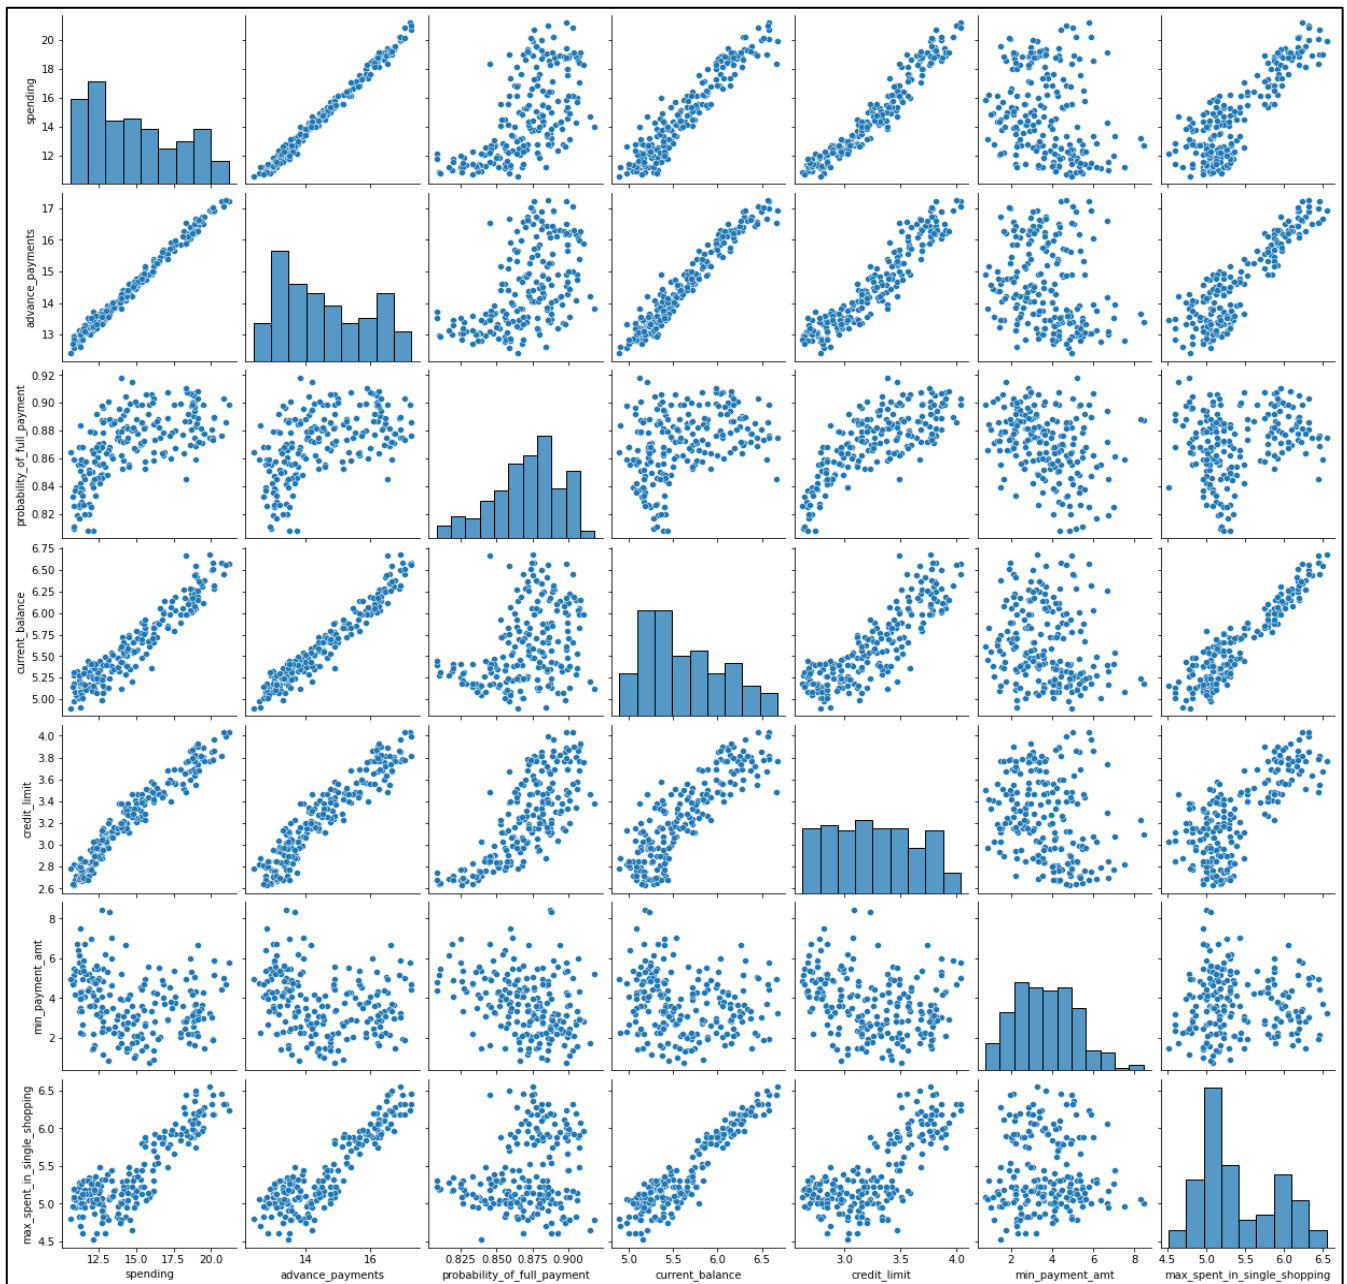 spending
20
18
16
14
12
advance_payments
17
16
15
14
13
probability_of_full_payment
0.92
0.90
0.88
0.86
0.84
0.82
current_balance
6.75
6.50
6.25
6.00
5.75
5.50
5.25
5.00
credit_limit
4.0
3.8
3.6
3.4
3.2
3.0
2.8
2.6
min_payment_amt
8
6
4
2
max_spent_in_single_shopping
6.5
6.0
5.5
5.0
4.5
12.5 15.0 17.5 20.0
spending
14 16
advance_payments
0.825 0.850 0.875 0.900
probability_of_full_payment
5.0 5.5 6.0 6.5
current_balance
3.0 3.5 4.0
credit_limit
2 4 6 8
min_payment_amt
4.5 5.0 5.5 6.0 6.5
max_spent_in_single_shopping